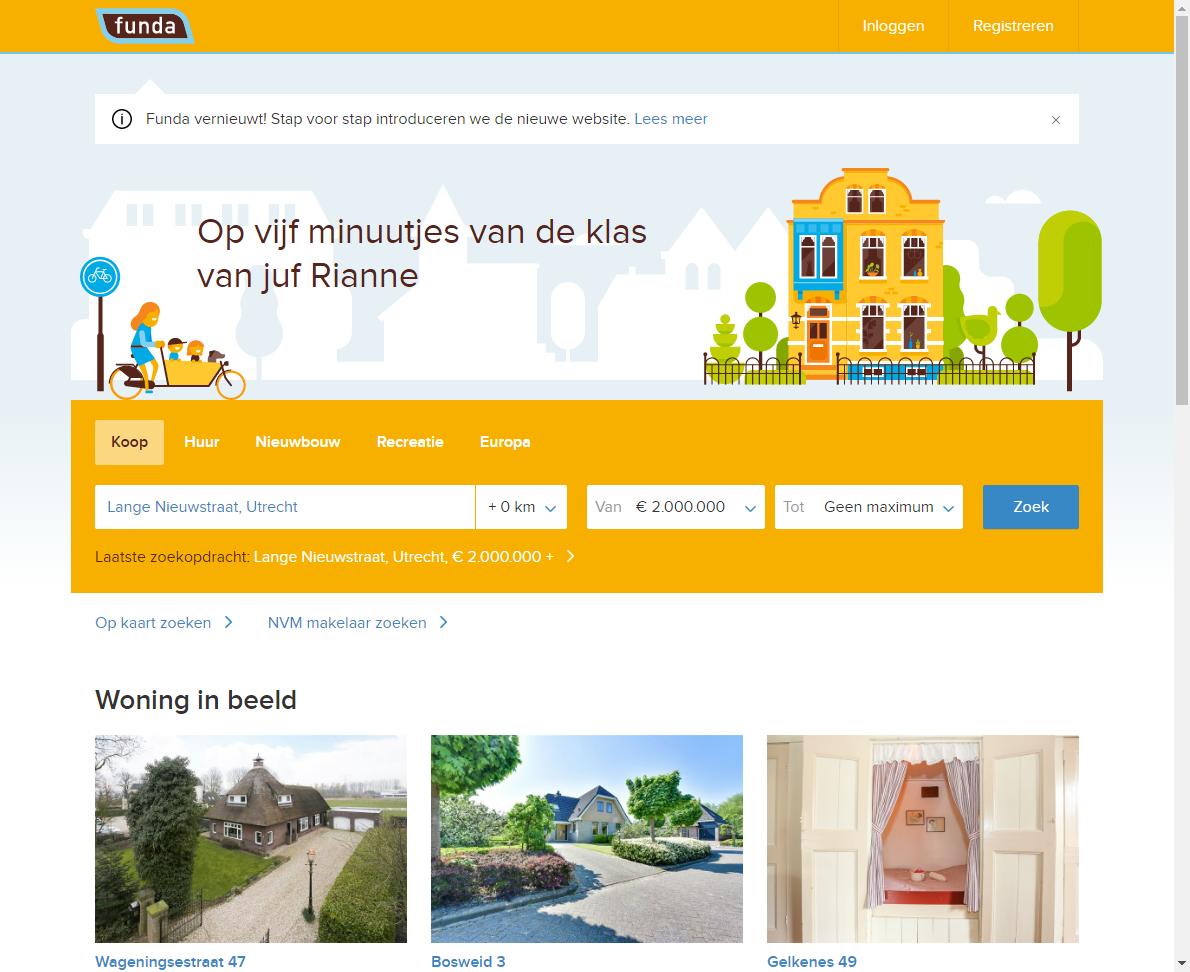 funda
Inloggen
Registreren
Funda vernieuwt! Stap voor stap introduceren we de nieuwe website. Lees meer
Op vijf minuutjes van de klas
van juf Rianne
Koop
Huur
Nieuwbouw
Recreatie
Europa
Lange Nieuwstraat, Utrecht
+ 0 km
Van € 2.000.000
Tot Geen maximum
Zoek
Laatste zoekopdracht: Lange Nieuwstraat, Utrecht, € 2.000.000 +
Op kaart zoeken
NVM makelaar zoeken
Woning in beeld
Wageningsestraat 47
Bosweid 3
Gelkenes 49